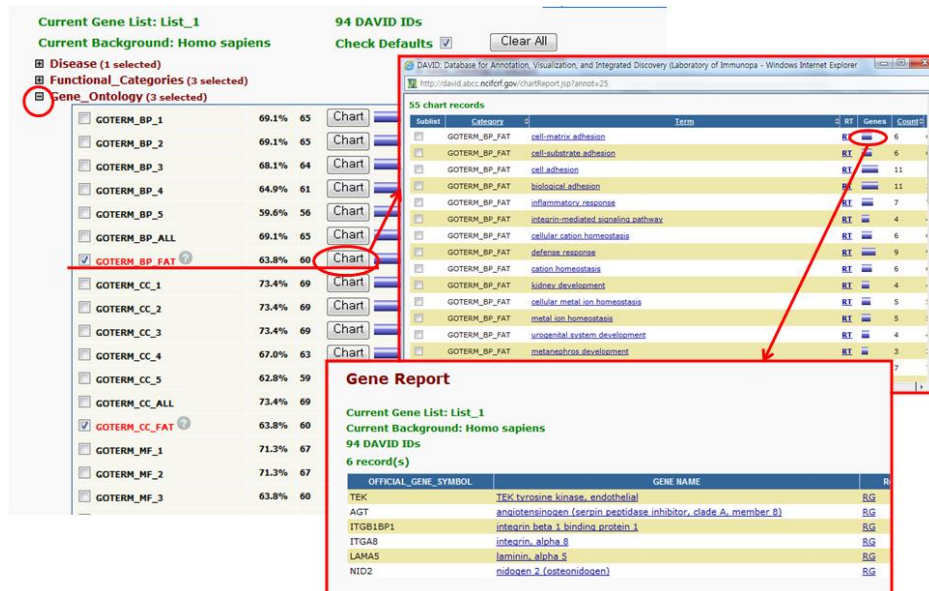 Current Gene List: List_1
94 DAVID IDs
Current Background: Homo sapiens
Check Defaults
Clear All
Disease (1 selected)
Functional_Categories (3 selected)
Gene_Ontology (3 selected)
GOTERM_BP_1 69.1% 65 Chart
GOTERM_BP_2 69.1% 65 Chart
GOTERM_BP_3 68.1% 64 Chart
GOTERM_BP_4 64.9% 61 Chart
GOTERM_BP_5 59.6% 56 Chart
GOTERM_BP_ALL 69.1% 65 Chart
GOTERM_BP_FAT ? 63.8% 60 Chart
GOTERM_CC_1 73.4% 69 Chart
GOTERM_CC_2 73.4% 69 Chart
GOTERM_CC_3 73.4% 69 Chart
GOTERM_CC_4 67.0% 63 Chart
GOTERM_CC_5 62.8% 59
GOTERM_CC_ALL 73.4% 69
GOTERM_CC_FAT ? 63.8% 60
GOTERM_MF_1 71.3% 67
GOTERM_MF_2 71.3% 67
GOTERM_MF_3 63.8% 60
DAVID: Database for Annotation, Visualization, and Integrated Discovery (Laboratory of Immunopa - Windows Internet Explorer
http://david.abcc.ncifcrf.gov/chartReport.jsp?annot=25
55 chart records
Sublist Category Term RT Genes Count
GOTERM_BP_FAT cell-matrix adhesion RT 6
GOTERM_BP_FAT cell-substrate adhesion RT 6
GOTERM_BP_FAT cell adhesion RT 11
GOTERM_BP_FAT biological adhesion RT 11
GOTERM_BP_FAT inflammatory response RT 7
GOTERM_BP_FAT integrin-mediated signaling pathway RT 4
GOTERM_BP_FAT cellular cation homeostasis RT 6
GOTERM_BP_FAT defense response RT 9
GOTERM_BP_FAT cation homeostasis RT 6
GOTERM_BP_FAT kidney development RT 4
GOTERM_BP_FAT cellular metal ion homeostasis RT 5
GOTERM_BP_FAT metal ion homeostasis RT 5
GOTERM_BP_FAT urogenital system development RT 4
GOTERM_BP_FAT metanephros development RT 3
7
Gene Report
Current Gene List: List_1
Current Background: Homo sapiens
94 DAVID IDs
6 record(s)
OFFICIAL_GENE_SYMBOL GENE NAME
TEK TEK tyrosine kinase, endothelial RG
AGT angiotensinogen (serpin peptidase inhibitor, clade A, member 8) RG
ITGB1BP1 integrin beta 1 binding protein 1 RG
ITGA8 integrin, alpha 8 RG
LAMA5 laminin, alpha 5 RG
NID2 nidogen 2 (osteonidogen) RG